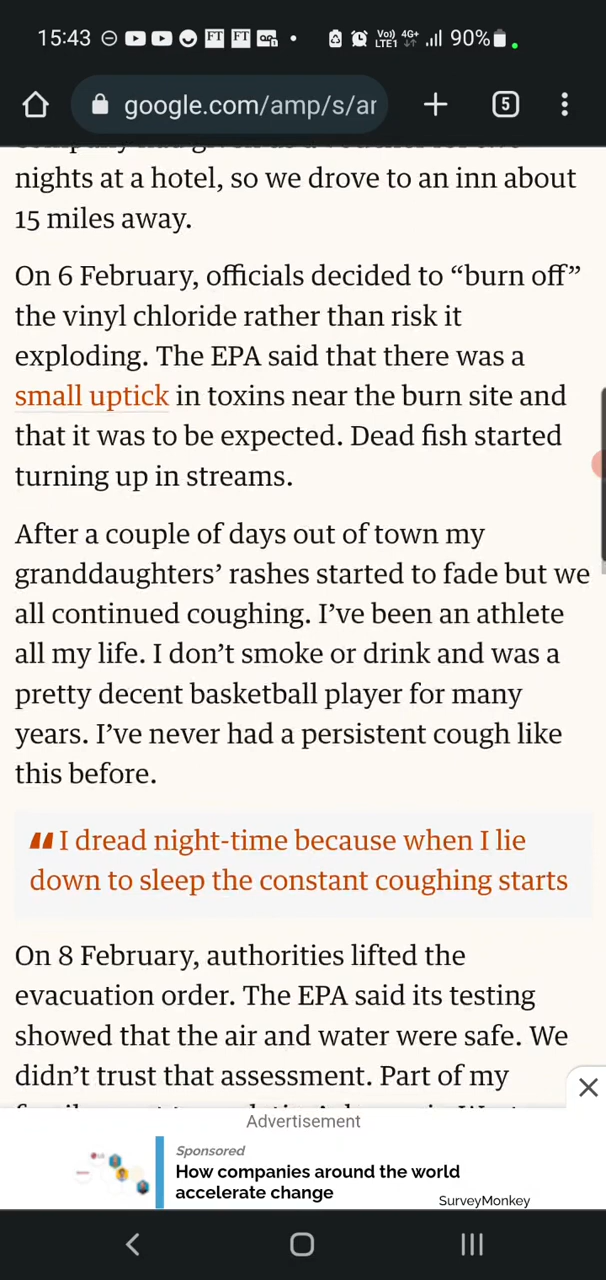 15:43
FT FT
Vo)) 4G+
LTE1
90%
google.com/amp/s/ar
5
nights at a hotel, so we drove to an inn about
15 miles away.
On 6 February, officials decided to “burn off”
the vinyl chloride rather than risk it
exploding. The EPA said that there was a
small uptick in toxins near the burn site and
that it was to be expected. Dead fish started
turning up in streams.
After a couple of days out of town my
granddaughters’ rashes started to fade but we
all continued coughing. I’ve been an athlete
all my life. I don’t smoke or drink and was a
pretty decent basketball player for many
years. I’ve never had a persistent cough like
this before.
I dread night-time because when I lie
down to sleep the constant coughing starts
On 8 February, authorities lifted the
evacuation order. The EPA said its testing
showed that the air and water were safe. We
didn’t trust that assessment. Part of my
Advertisement
Sponsored
How companies around the world
accelerate change
SurveyMonkey